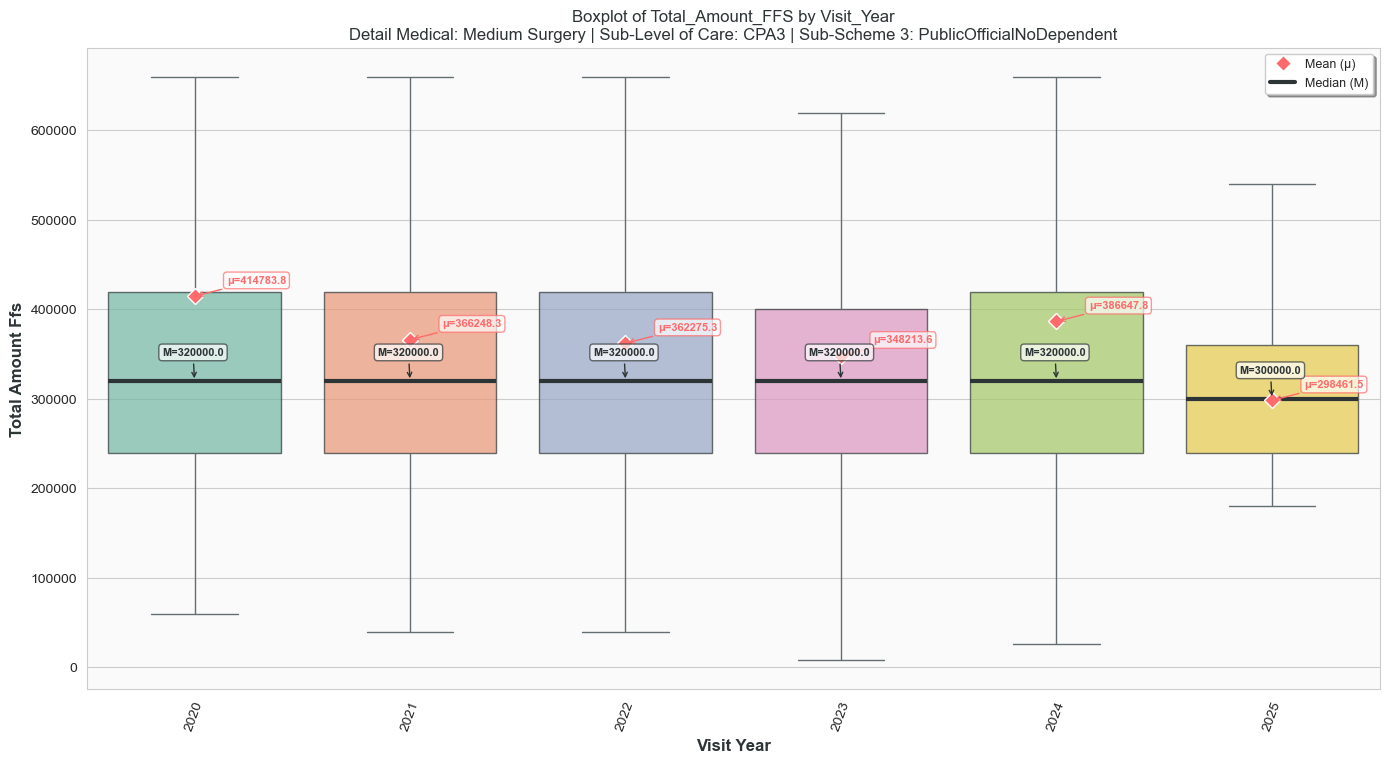 Boxplot of Total_Amount_FFS by Visit_Year
Detail Medical: Medium Surgery | Sub-Level of Care: CPA3 | Sub-Scheme 3: PublicOfficialNoDependent
Mean (μ)
Median (M)
Total Amount Ffs
600000
500000
400000
300000
200000
100000
0
μ=414783.8
M=320000.0
μ=366248.3
M=320000.0
μ=362275.3
M=320000.0
μ=348213.6
M=320000.0
μ=386647.8
M=320000.0
M=300000.0
μ=298461.5
2020
2021
2022
2023
2024
2025
Visit Year